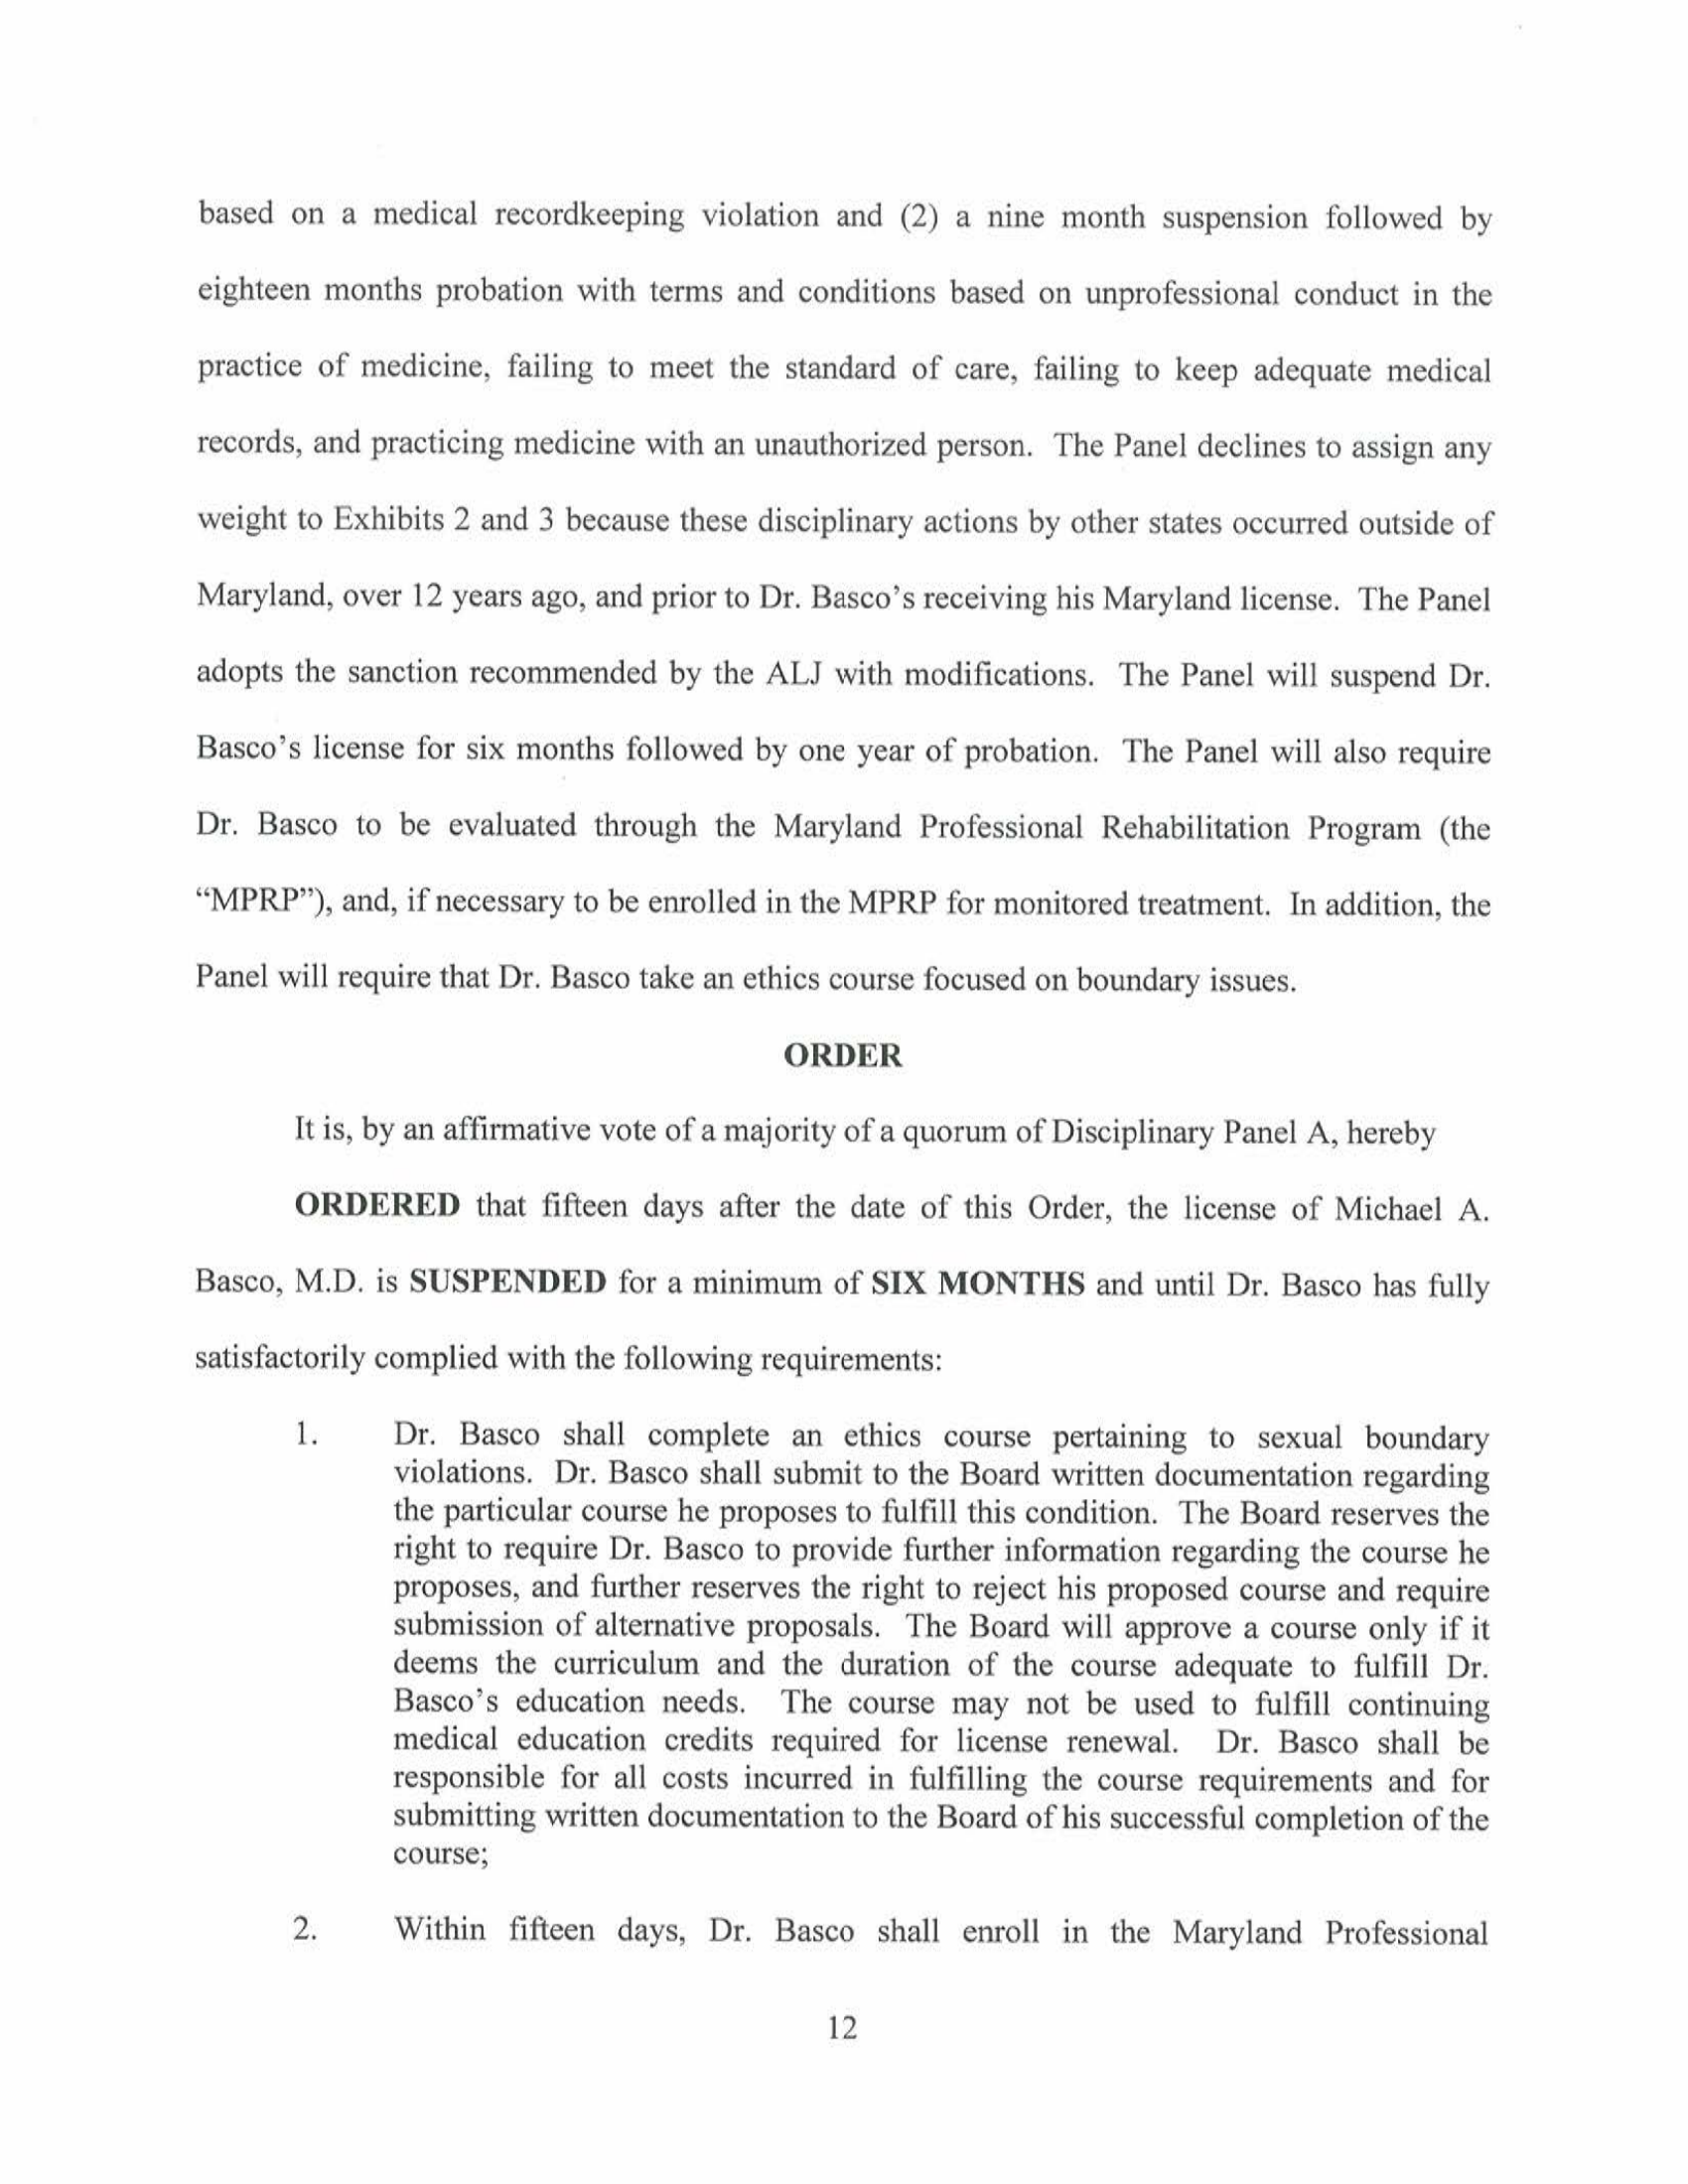 based on a medical recordkeeping violation and (2) a nine month suspension followed by
eighteen months probation with terms and conditions based on unprofessional conduct in the
practice of medicine, failing to meet the standard of care, failing to keep adequate medical
records, and practicing medicine with an unauthorized person. The Panel declines to assign any
weight to Exhibits 2 and 3 because these disciplinary actions by other states occurred outside of
Maryland, over 12 years ago, and prior to Dr. Basco's receiving his Maryland license. The Panel
adopts the sanction recommended by the ALJ with modifications. The Panel will suspend Dr.
Basco's license for six months followed by one year of probation. The Panel will also require
Dr. Basco to be evaluated through the Maryland Professional Rehabilitation Program (the
“MPRP”), and, if necessary to be enrolled in the MPRP for monitored treatment. In addition, the
Panel will require that Dr. Basco take an ethics course focused on boundary issues.
ORDER
It is, by an affirmative vote of a majority of a quorum of Disciplinary Panel A, hereby
ORDERED that fifteen days after the date of this Order, the license of Michael A.
Basco, M.D. is SUSPENDED for a minimum of SIX MONTHS and until Dr. Basco has fully
satisfactorily complied with the following requirements:
1. Dr. Basco shall complete an ethics course pertaining to sexual boundary
violations. Dr. Basco shall submit to the Board written documentation regarding
the particular course he proposes to fulfill this condition. The Board reserves the
right to require Dr. Basco to provide further information regarding the course he
proposes, and further reserves the right to reject his proposed course and require
submission of alternative proposals. The Board will approve a course only if it
deems the curriculum and the duration of the course adequate to fulfill Dr.
Basco's education needs. The course may not be used to fulfill continuing
medical education credits required for license renewal. Dr. Basco shall be
responsible for all costs incurred in fulfilling the course requirements and for
submitting written documentation to the Board of his successful completion of the
course;
2. Within fifteen days, Dr. Basco shall enroll in the Maryland Professional
12